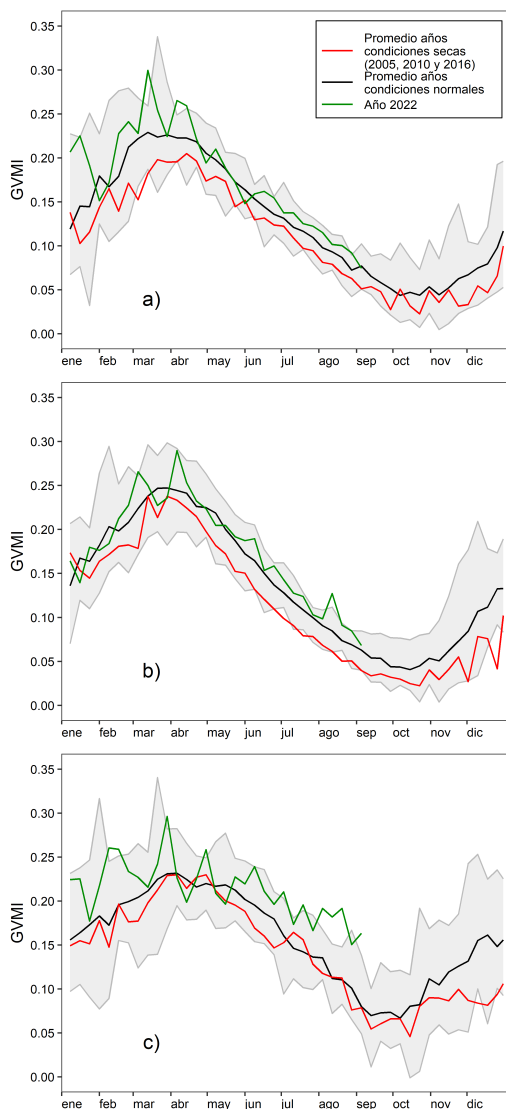 0.35
0.30
0.25
0.20
0.15
0.10
0.05
0.00
GVMI
Promedio años
condiciones secas
(2005, 2010 y 2016)
Promedio años
condiciones normales
Año 2022
a)
ene feb mar abr may jun jul ago sep oct nov dic
0.35
0.30
0.25
0.20
0.15
0.10
0.05
0.00
GVMI
b)
ene feb mar abr may jun jul ago sep oct nov dic
0.35
0.30
0.25
0.20
0.15
0.10
0.05
0.00
GVMI
c)
ene feb mar abr may jun jul ago sep oct nov dic